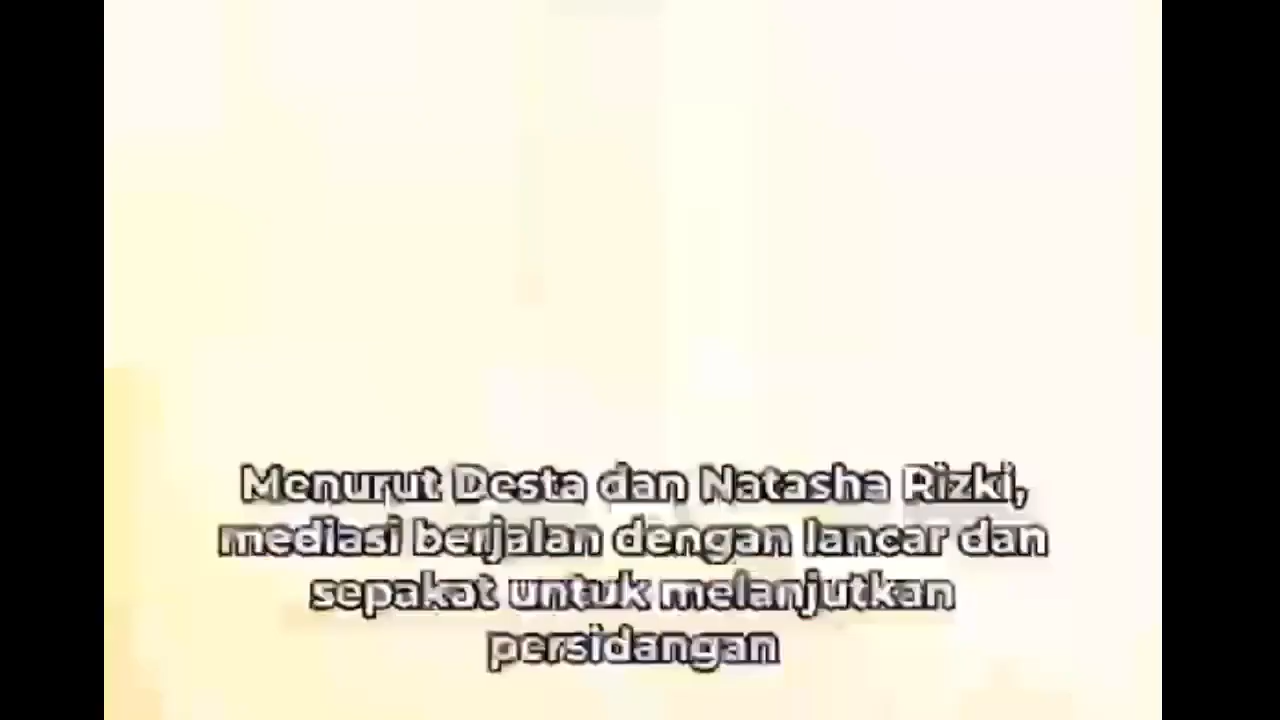 Menurut Desta dan Natasha Rizki,
mediasi berjalan dengan lancar dan
sepakat untuk melanjutkan
persidangan